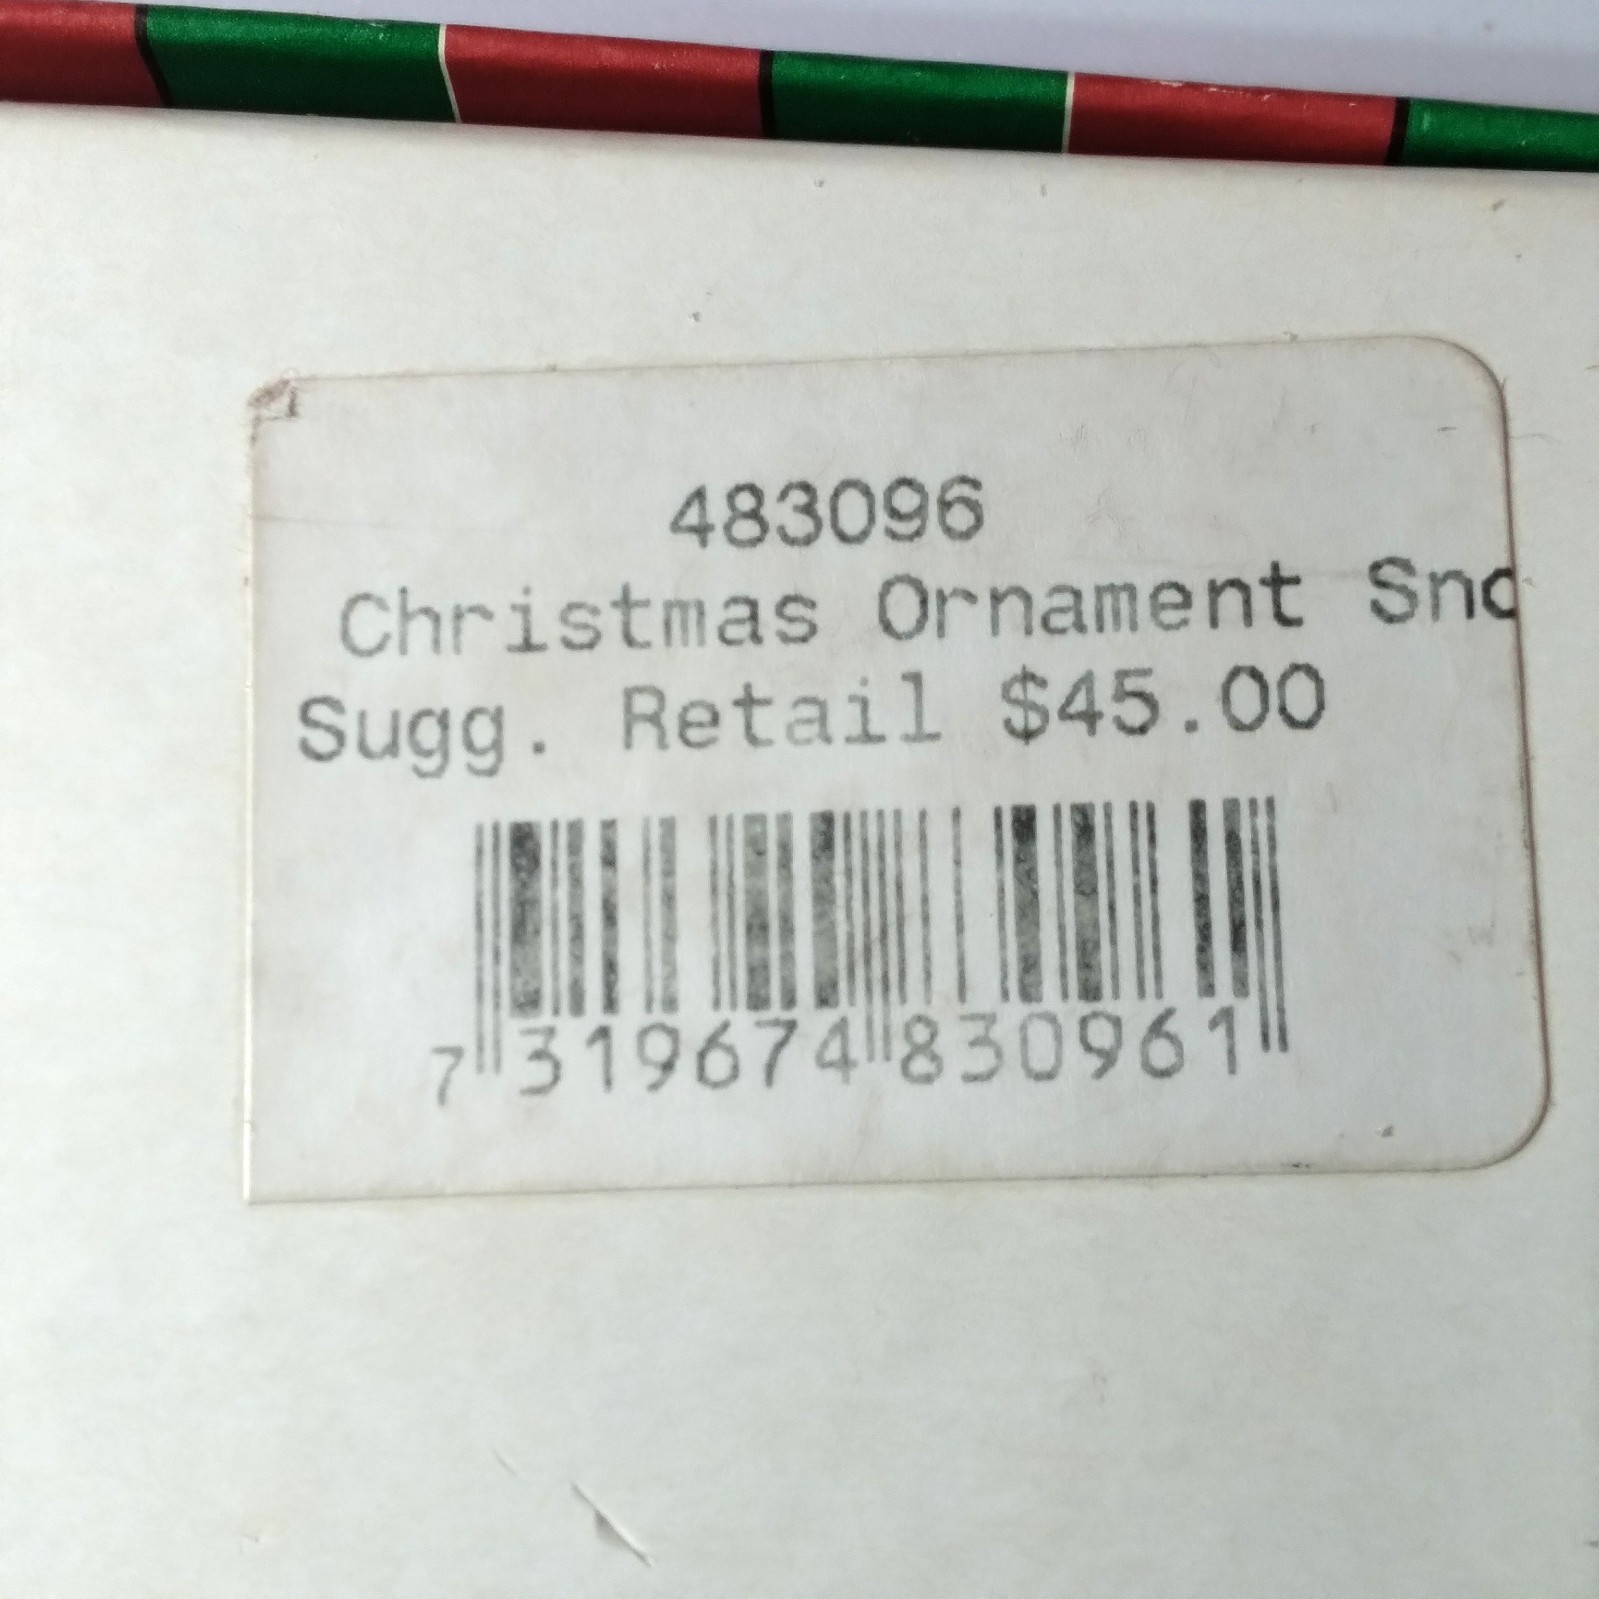 483096
Christmas Ornament Sno
Sugg. Retail $45.00
7 319674 830961